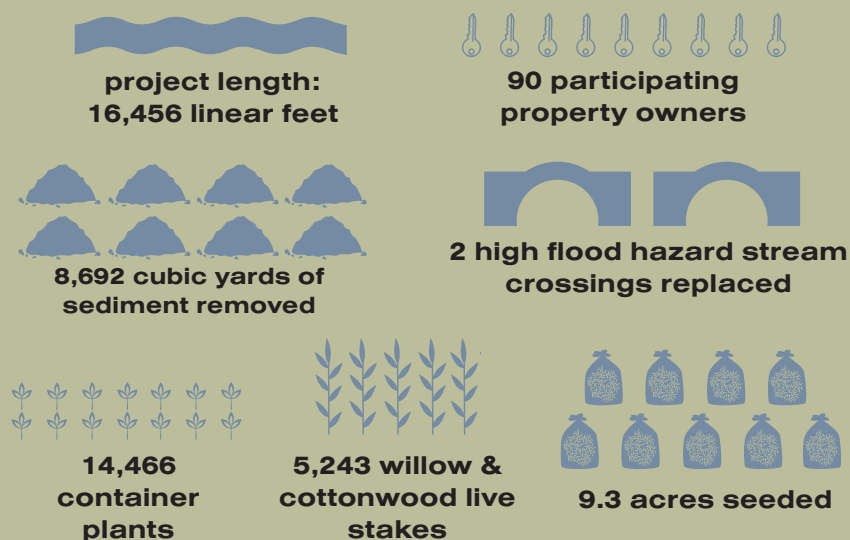 project length:
16,456 linear feet
90 participating
property owners
8,692 cubic yards of
sediment removed
2 high flood hazard stream
crossings replaced
14,466
container
plants
5,243 willow &
cottonwood live
stakes
9.3 acres seeded